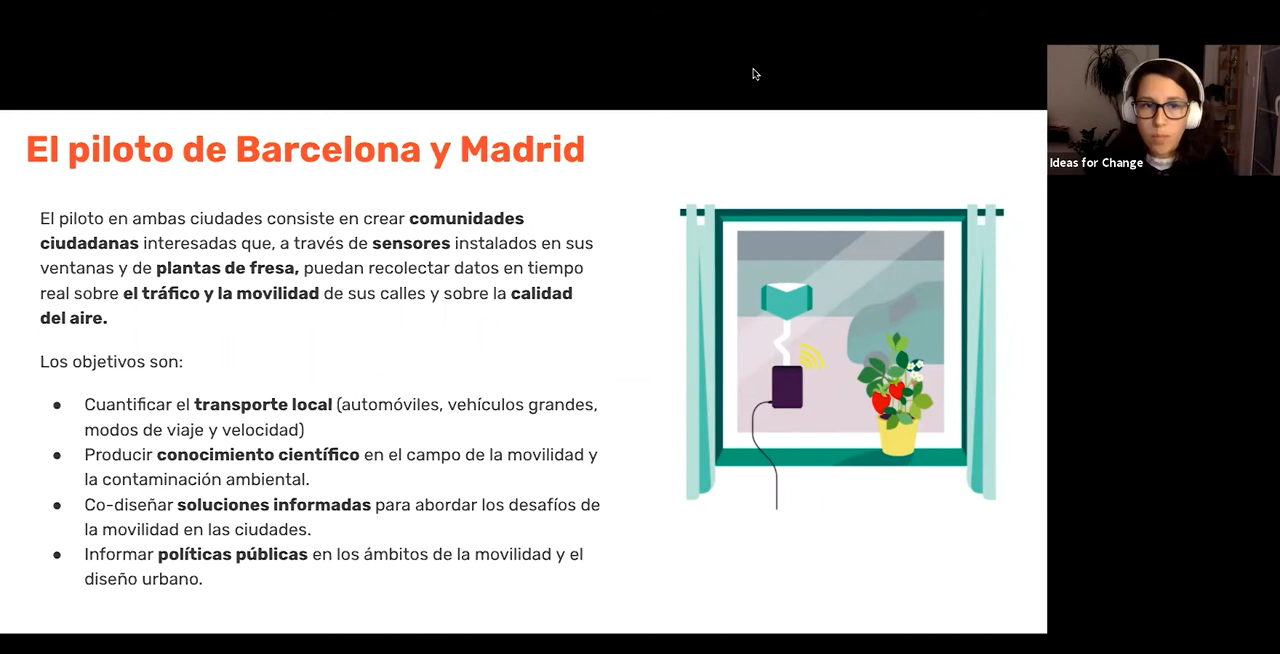 El piloto de Barcelona y Madrid
Ideas for Change
El piloto en ambas ciudades consiste en crear comunidades
ciudadanas interesadas que, a través de sensores instalados en sus
ventanas y de plantas de fresa, puedan recolectar datos en tiempo
real sobre el tráfico y la movilidad de sus calles y sobre la calidad
del aire.
Los objetivos son:
● Cuantificar el transporte local (automóviles, vehículos grandes,
modos de viaje y velocidad)
● Producir conocimiento científico en el campo de la movilidad y
la contaminación ambiental.
● Co-diseñar soluciones informadas para abordar los desafíos de
la movilidad en las ciudades.
● Informar políticas públicas en los ámbitos de la movilidad y el
diseño urbano.